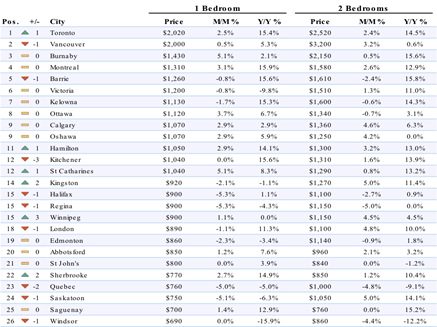 1 Bedroom 2 Bedrooms
Pos. +/- City Price M/M % Y/Y % Price M/M % Y/Y %
1 1 Toronto $2,020 2.5% 15.4% $2,520 2.4% 14.5%
2 -1 Vancouver $2,000 0.5% 5.3% $3,200 3.2% 0.6%
3 0 Burnaby $1,430 5.1% 2.1% $2,150 0.5% 15.6%
4 0 Montreal $1,310 3.1% 15.9% $1,580 2.6% 12.9%
5 -1 Barrie $1,260 -0.8% 15.6% $1,610 -2.4% 15.8%
6 0 Victoria $1,200 -0.8% -9.8% $1,510 1.3% 11.0%
7 0 Kelowna $1,130 -1.7% 15.3% $1,600 -0.6% 14.3%
8 0 Ottawa $1,120 3.7% 6.7% $1,340 -0.7% 3.1%
9 0 Calgary $1,070 2.9% 2.9% $1,360 4.6% 6.3%
9 0 Oshawa $1,070 2.9% 5.9% $1,250 4.2% 0.0%
11 1 Hamilton $1,050 2.9% 14.1% $1,300 3.2% 13.0%
12 -3 Kitchener $1,040 0.0% 15.6% $1,310 1.6% 13.9%
12 1 St Catharines $1,040 5.1% 8.3% $1,290 0.8% 13.2%
14 2 Kingston $920 -2.1% -1.1% $1,270 5.0% 11.4%
15 -1 Halifax $900 -5.3% 1.1% $1,100 -2.7% 0.9%
15 -1 Regina $900 -5.3% -4.3% $1,150 -5.0% 0.0%
15 3 Winnipeg $900 1.1% 0.0% $1,150 4.5% 4.5%
18 -1 London $890 -1.1% 11.3% $1,100 4.8% 10.0%
19 0 Edmonton $860 -2.3% -3.4% $1,140 -0.9% 1.8%
20 0 Abbotsford $850 1.2% 7.6% $960 2.1% 3.2%
21 0 St John's $800 0.0% 3.9% $840 0.0% -1.2%
22 2 Sherbrooke $770 2.7% 14.9% $850 1.2% 10.4%
23 -2 Quebec $760 -5.0% -5.0% $1,000 -4.8% -9.1%
24 -1 Saskatoon $750 -5.1% -6.3% $1,050 5.0% 14.1%
25 0 Saguenay $700 1.4% 12.9% $760 0.0% 15.2%
26 -1 Windsor $690 0.0% -15.9% $860 -4.4% -12.2%